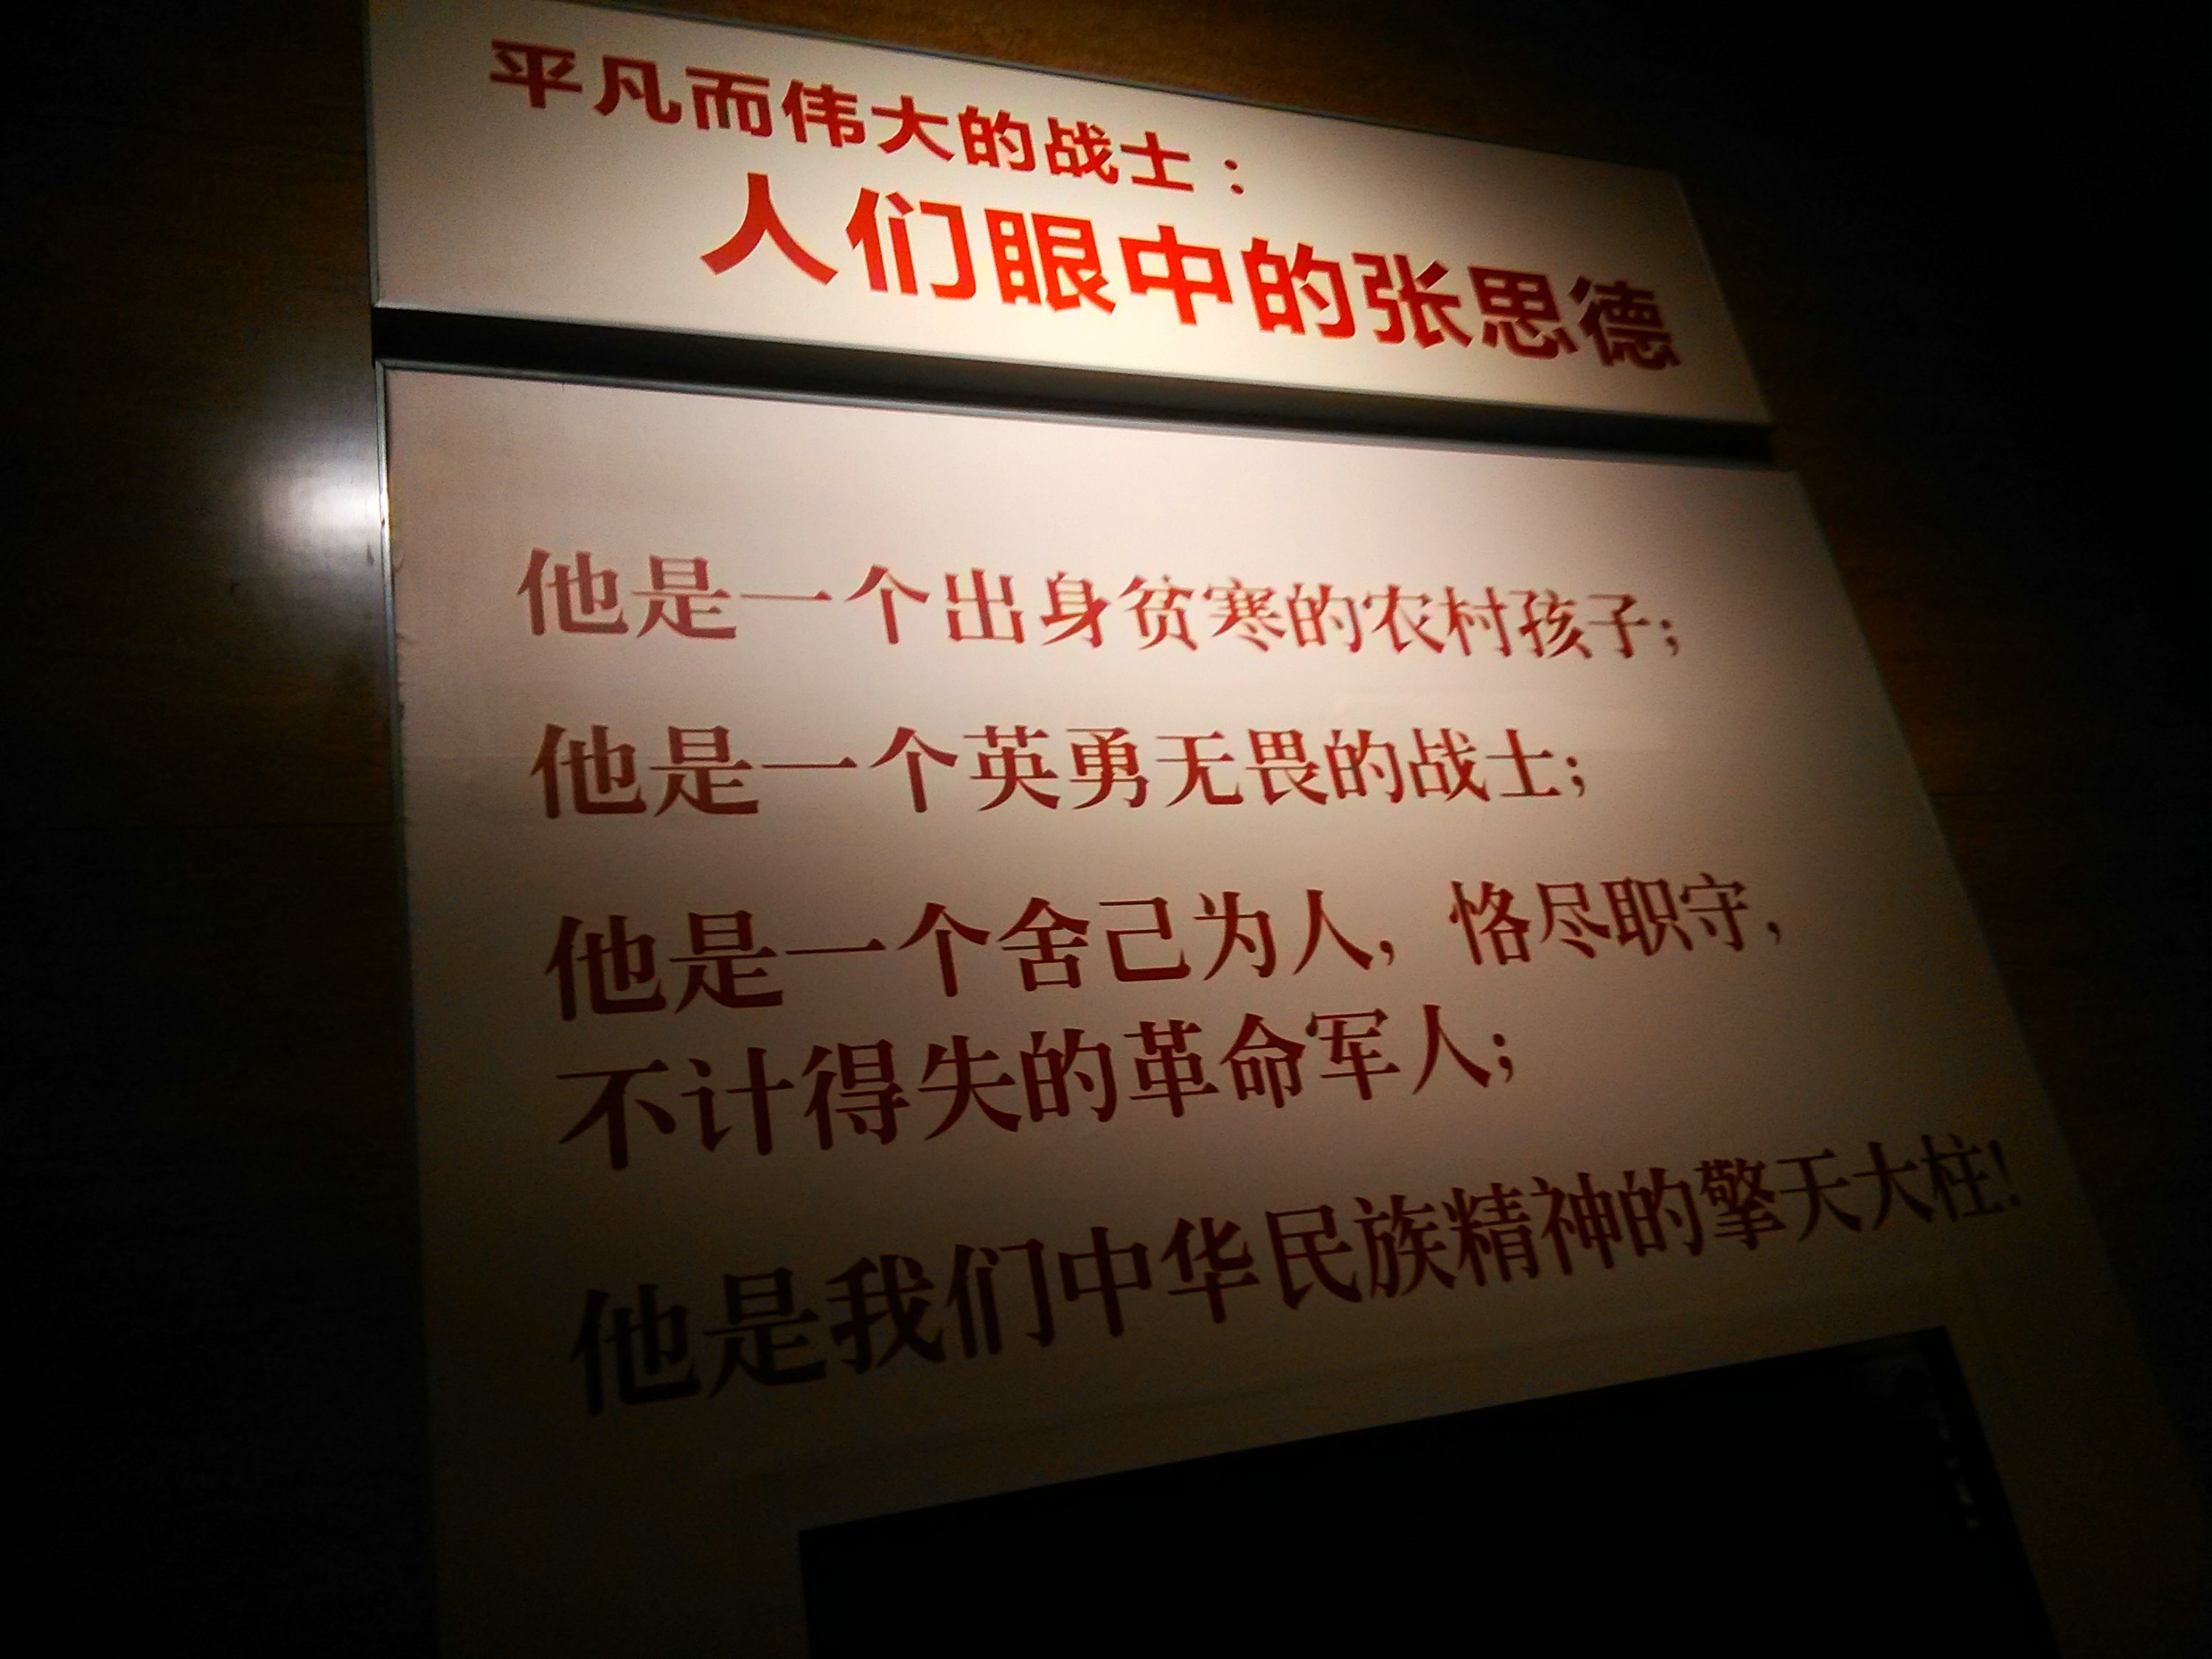 平凡而伟大的战士：
人们眼中的张思德
他是一个出身贫寒的农村孩子；
他是一个英勇无畏的战士；
他是一个舍己为人，恪尽职守，
不计得失的革命军人；
他是我们中华民族精神的擎天大柱！